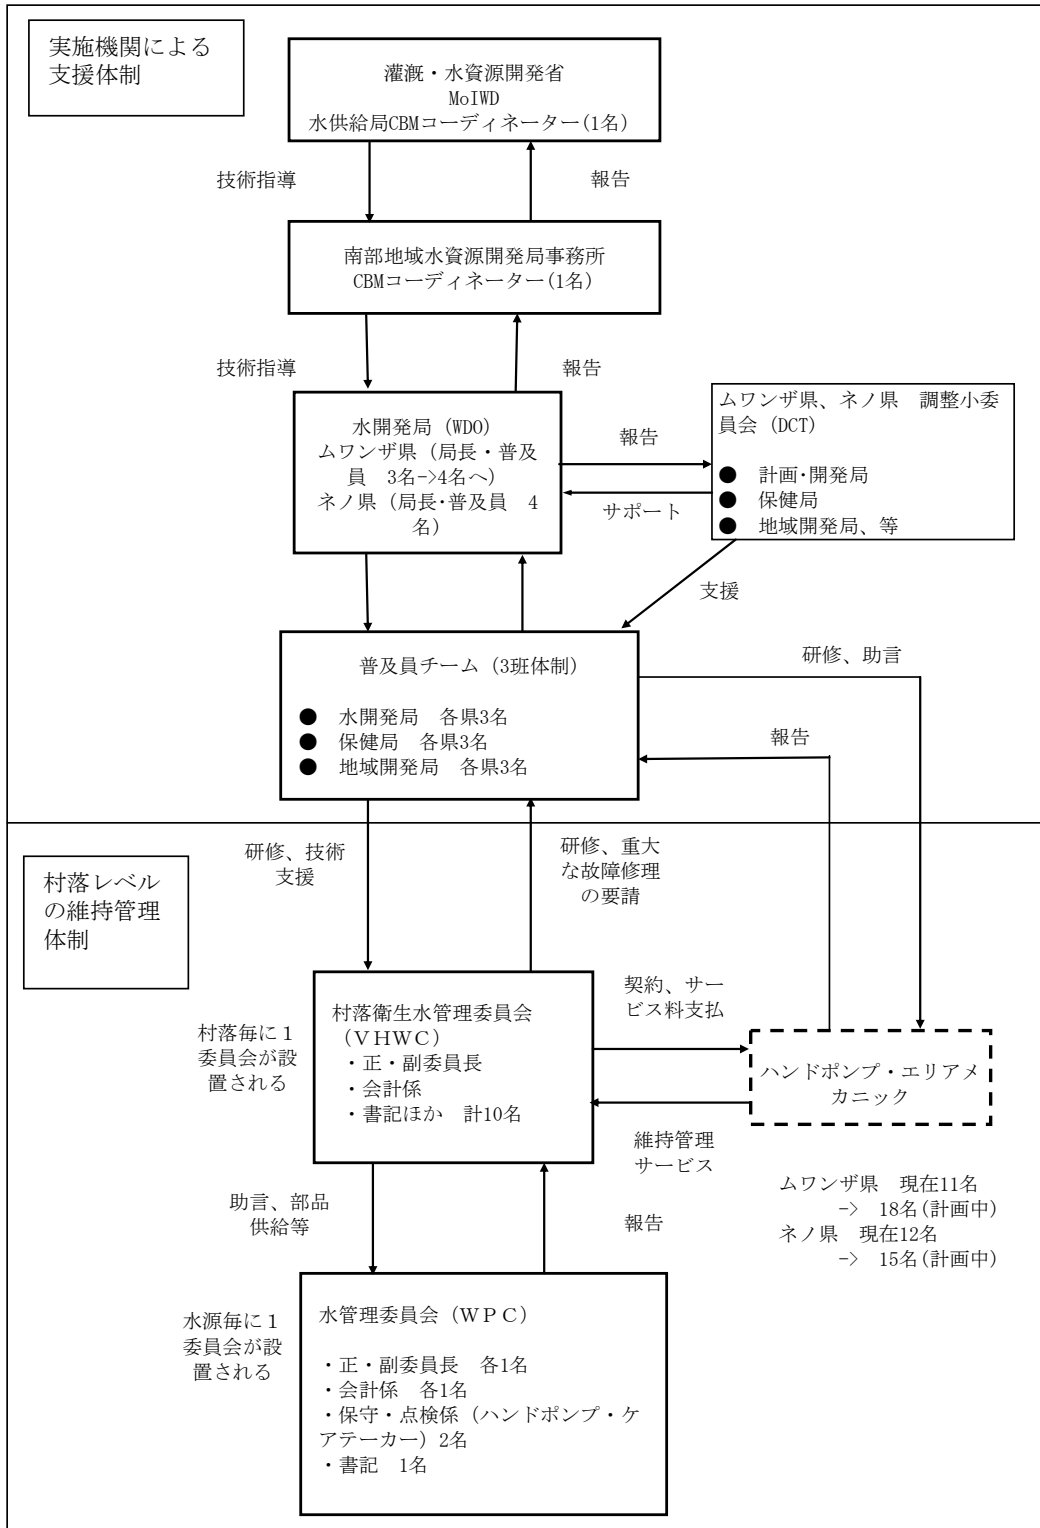 実施機関による
支援体制
灌漑・水資源開発省
MoIWD
水供給局CBMコーディネーター(1名)
技術指導
報告
南部地域水資源開発局事務所
CBMコーディネーター(1名)
技術指導
報告
水開発局 (WDO)
ムワンザ県 (局長・普及
員 3名->4名へ)
ネノ県 (局長・普及員 4
名)
報告
サポート
ムワンザ県、ネノ県 調整小委
員会 (DCT)
● 計画・開発局
● 保健局
● 地域開発局、等
支援
普及員チーム (3班体制)
● 水開発局 各県3名
● 保健局 各県3名
● 地域開発局 各県3名
研修、助言
報告
村落レベル
の維持管理
体制
研修、技術
支援
研修、重大
な故障修理
の要請
村落毎に1
委員会が設
置される
村落衛生水管理委員会
(VHWC)
・正・副委員長
・会計係
・書記ほか 計10名
契約、サー
ビス料支払
維持管理
サービス
ハンドポンプ・エリアメ
カニック
ムワンザ県 現在11名
-> 18名(計画中)
ネノ県 現在12名
-> 15名(計画中)
助言、部品
供給等
報告
水源毎に1
委員会が設
置される
水管理委員会 (WPC)
・正・副委員長 各1名
・会計係 各1名
・保守・点検係 (ハンドポンプ・ケ
アテーカー) 2名
・書記 1名